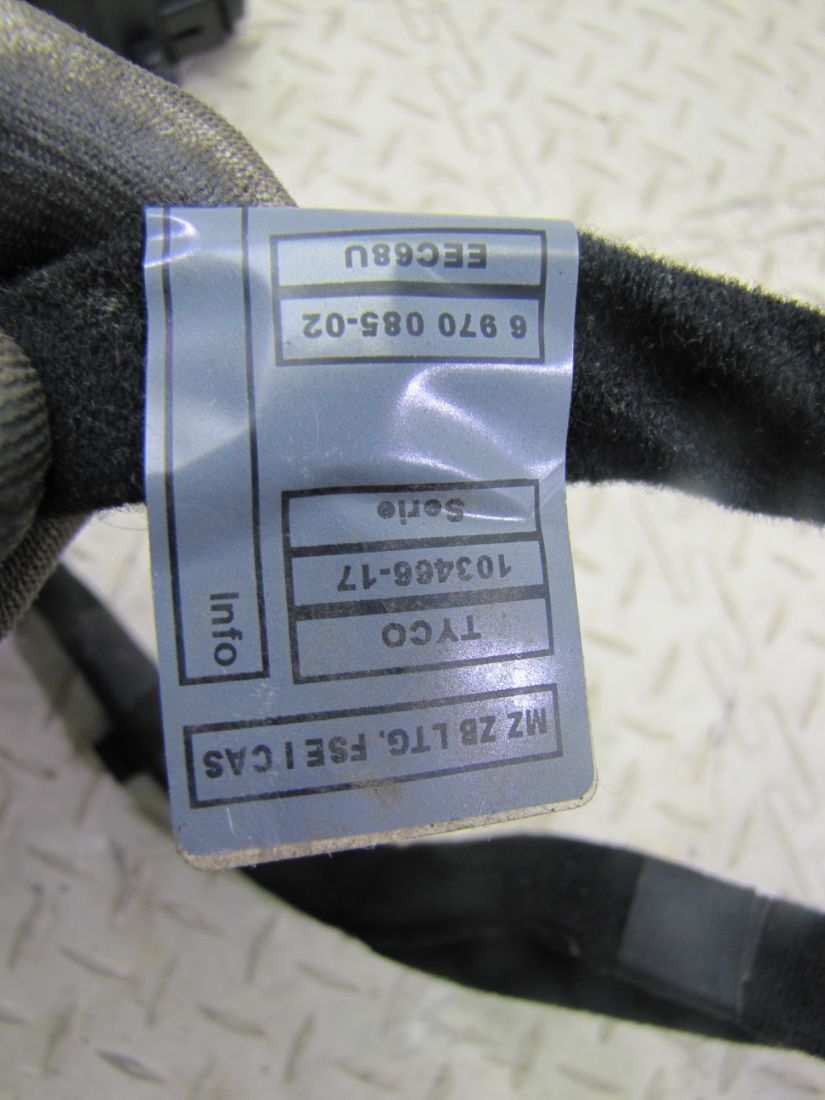 MZ ZB LTG. FSE I CAS
TYCO
103466-17
Serie
Info
6 970 085-02
EEC68U